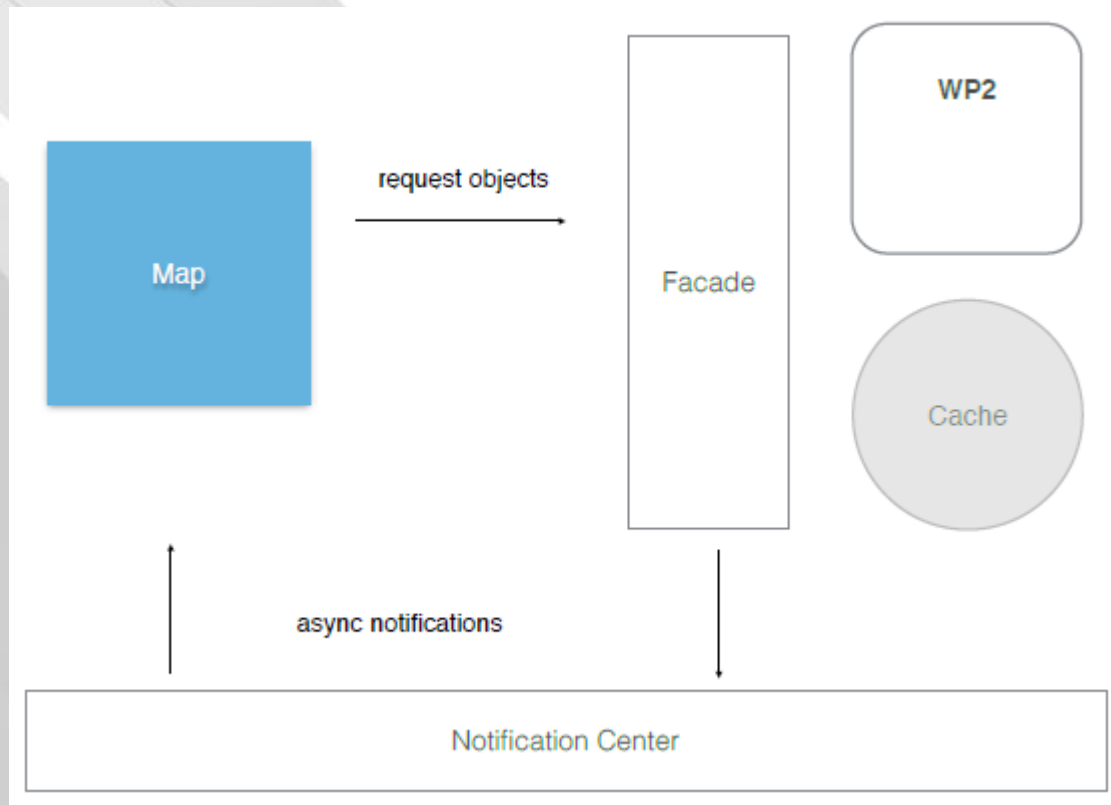 WP2
request objects
Map
Facade
Cache
async notifications
Notification Center